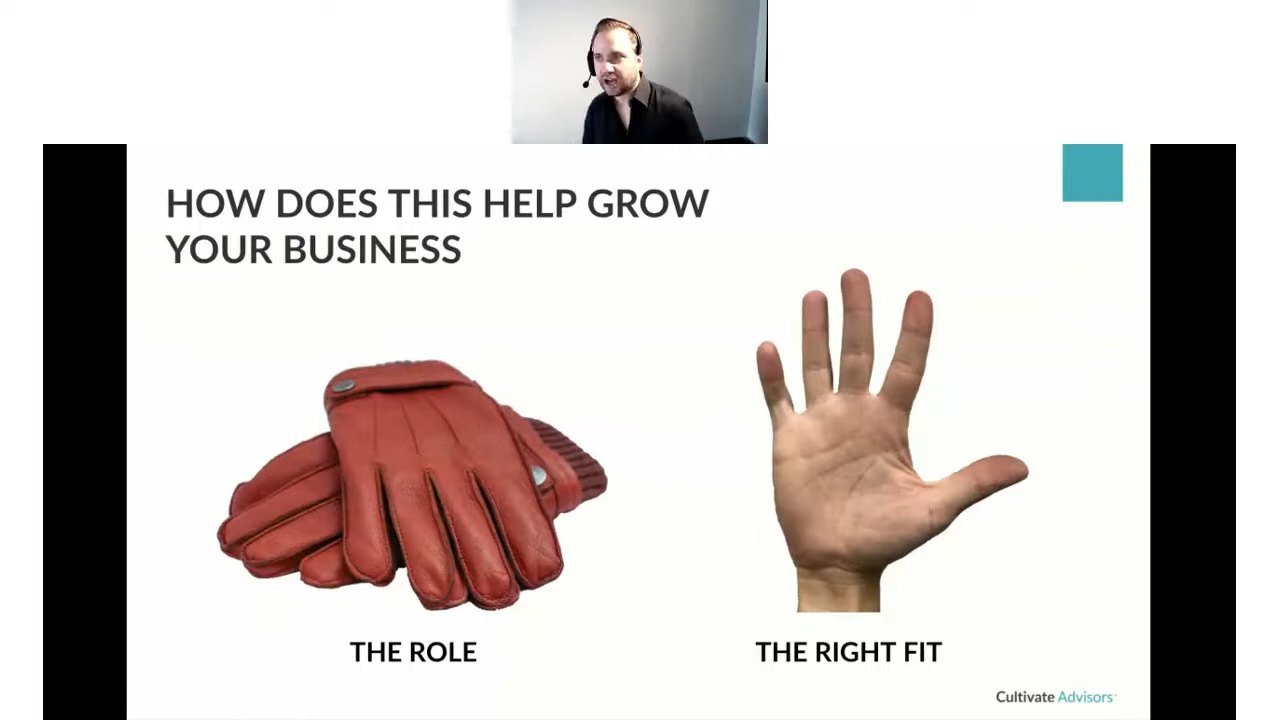 HOW DOES THIS HELP GROW
YOUR BUSINESS
THE ROLE
THE RIGHT FIT
Cultivate Advisors